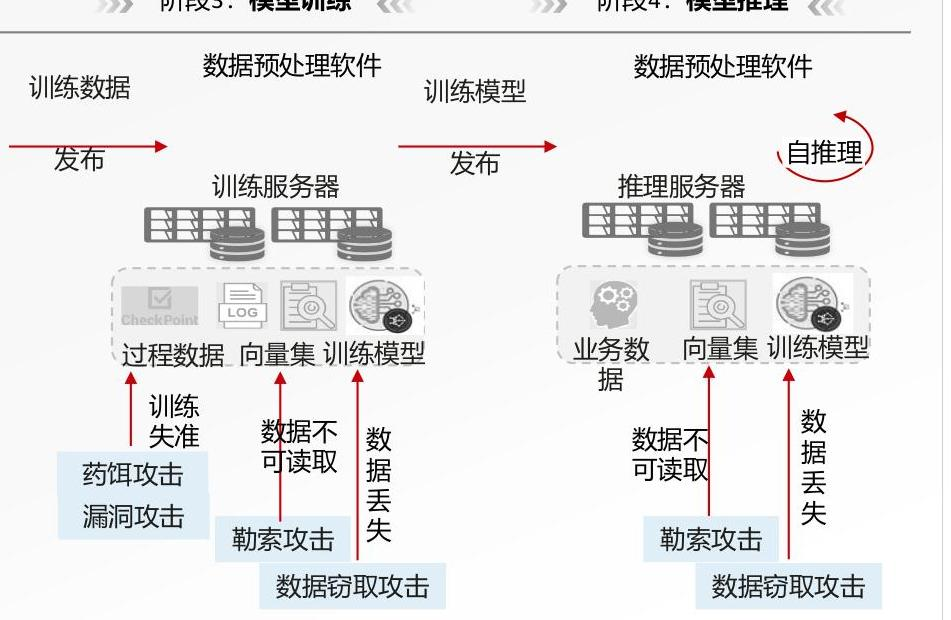 阶段3：模型训练
阶段4：模型推理
数据预处理软件
数据预处理软件
训练数据
训练模型
发布
发布
自推理
训练服务器
推理服务器
CheckPoint
LOG
过程数据
向量集
训练模型
业务数
据
向量集
训练模型
训练
失准
数据不
可读取
数
据
丢
失
数据不
可读取
数
据
丢
失
药饵攻击
漏洞攻击
勒索攻击
勒索攻击
数据窃取攻击
数据窃取攻击